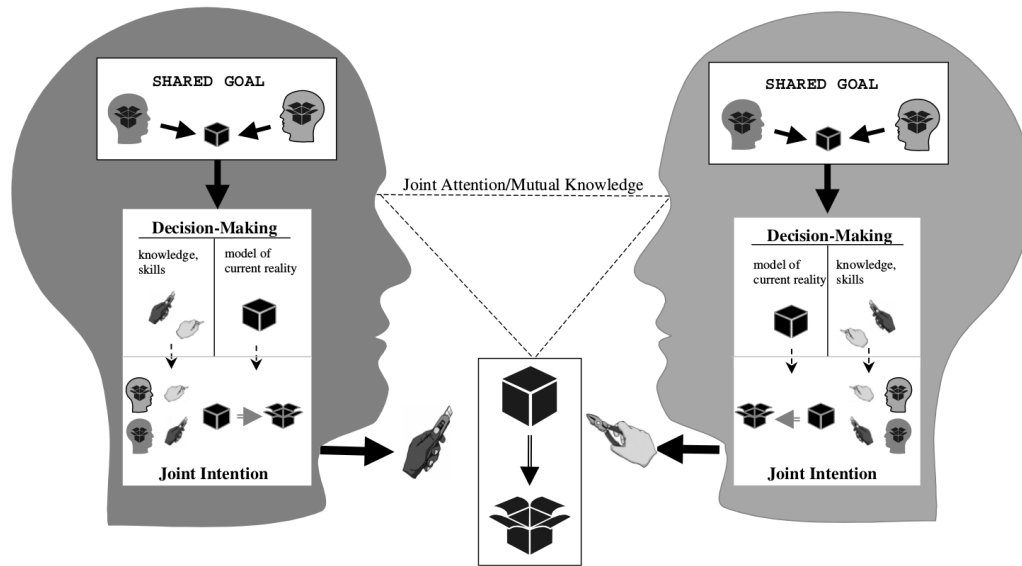 SHARED GOAL
Decision-Making
knowledge,
skills
model of
current reality
Joint Intention
Joint Attention/Mutual Knowledge
SHARED GOAL
Decision-Making
model of
current reality
knowledge,
skills
Joint Intention